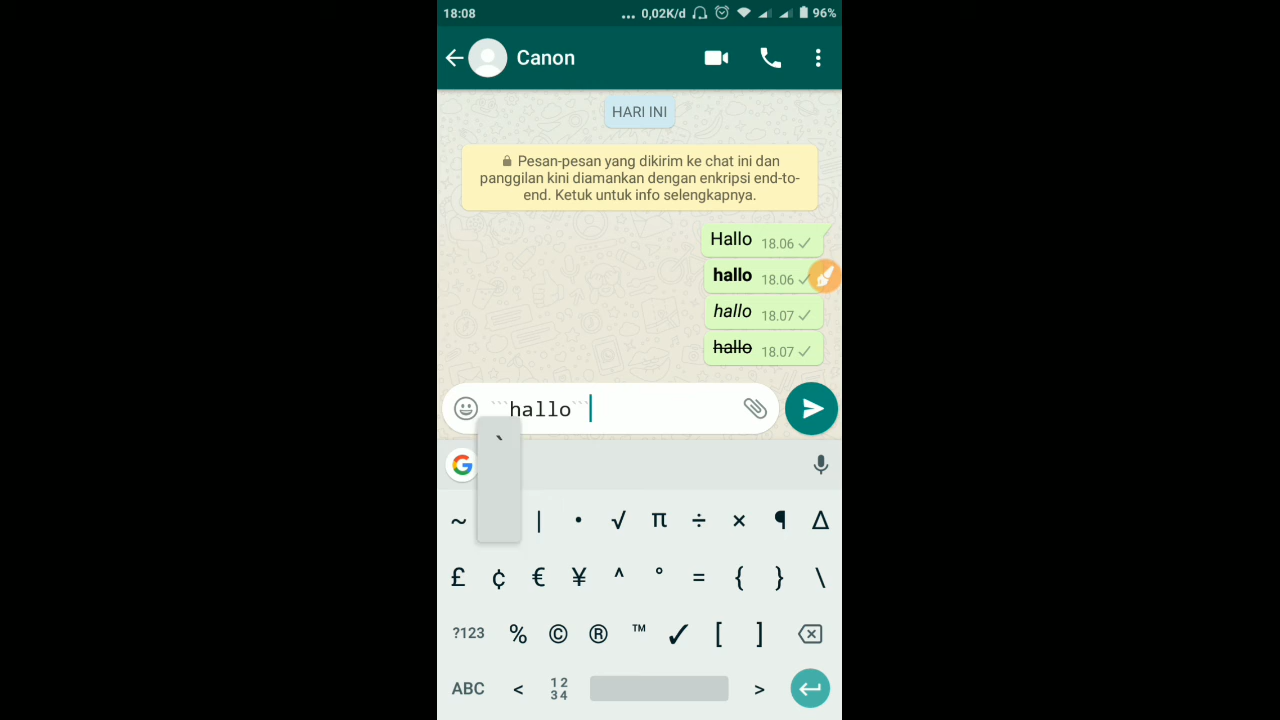 18:08 ... 0,02K/d 96%
Canon
HARI INI
Pesan-pesan yang dikirim ke chat ini dan
panggilan kini diamankan dengan enkripsi end-to-
end. Ketuk untuk info selengkapnya.
Hallo 18.06
hallo 18.06
hallo 18.07
hallo 18.07
```hallo```
`
G
~ | • √ π ÷ × ¶ Δ
£ ¢ € ¥ ^ ° = { } \
?123 % © ® ™ ✓ [ ]
ABC < 12 34 >